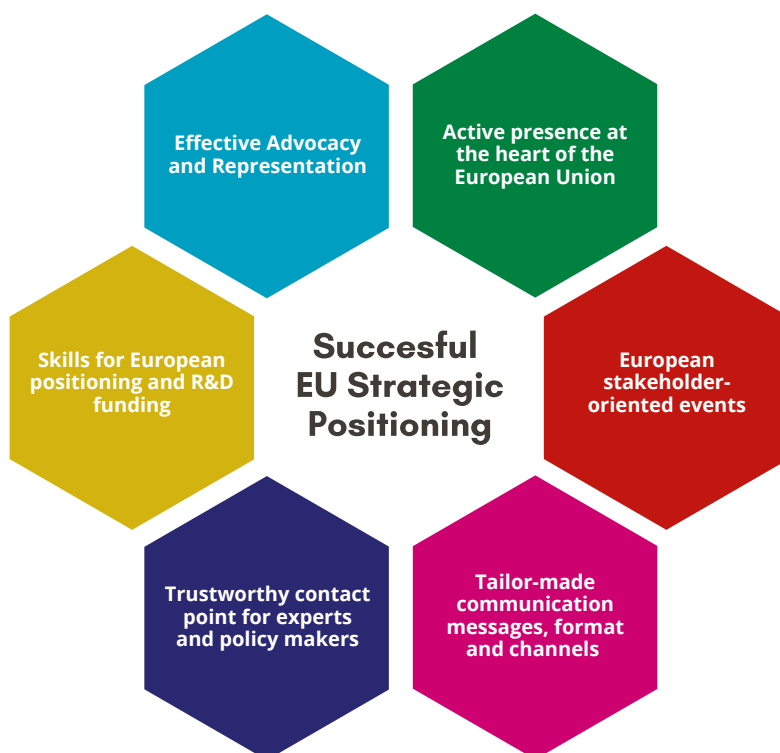 Effective Advocacy
and Representation
Active presence at
the heart of the
European Union
Skills for European
positioning and R&D
funding
Succesful
EU Strategic
Positioning
European
stakeholder-
oriented events
Trustworthy contact
point for experts
and policy makers
Tailor-made
communication
messages, format
and channels